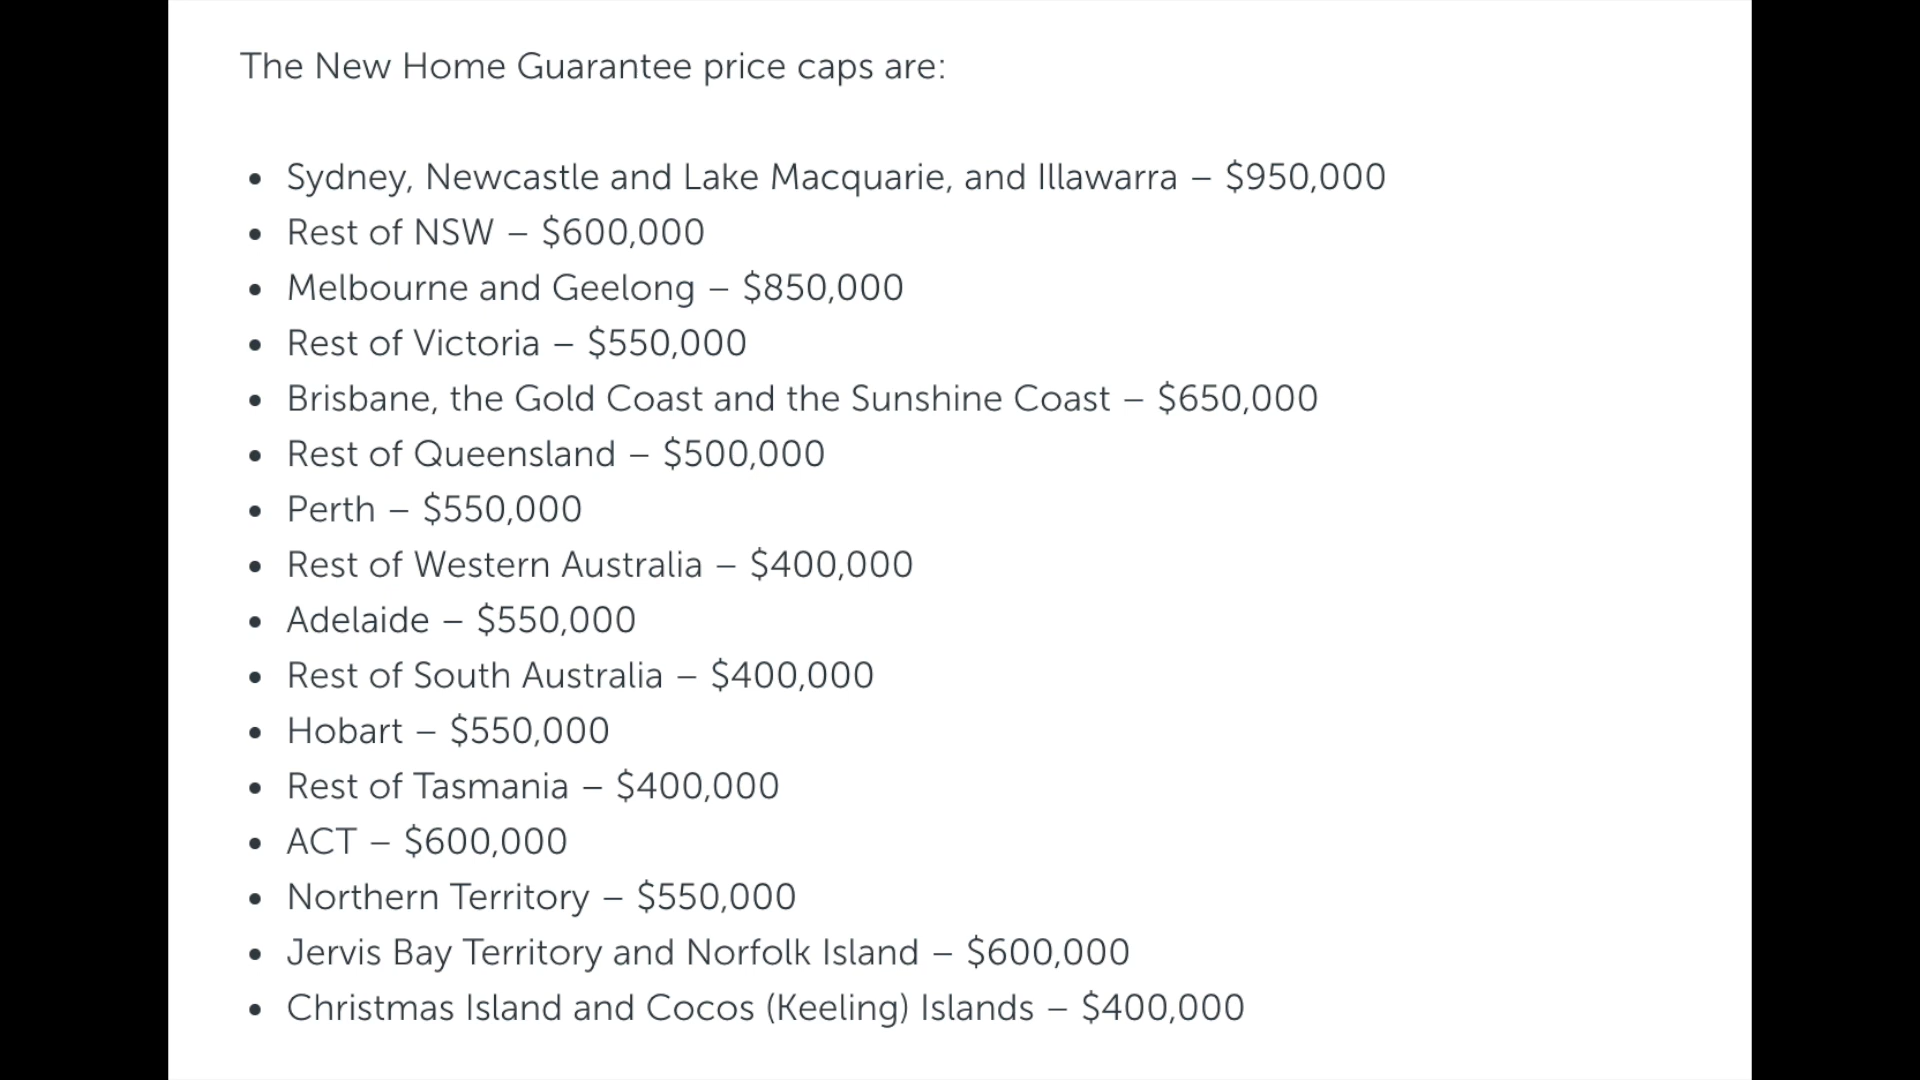 The New Home Guarantee price caps are:
• Sydney, Newcastle and Lake Macquarie, and Illawarra – $950,000
• Rest of NSW – $600,000
• Melbourne and Geelong – $850,000
• Rest of Victoria – $550,000
• Brisbane, the Gold Coast and the Sunshine Coast – $650,000
• Rest of Queensland – $500,000
• Perth – $550,000
• Rest of Western Australia – $400,000
• Adelaide – $550,000
• Rest of South Australia – $400,000
• Hobart – $550,000
• Rest of Tasmania – $400,000
• ACT – $600,000
• Northern Territory – $550,000
• Jervis Bay Territory and Norfolk Island – $600,000
• Christmas Island and Cocos (Keeling) Islands – $400,000